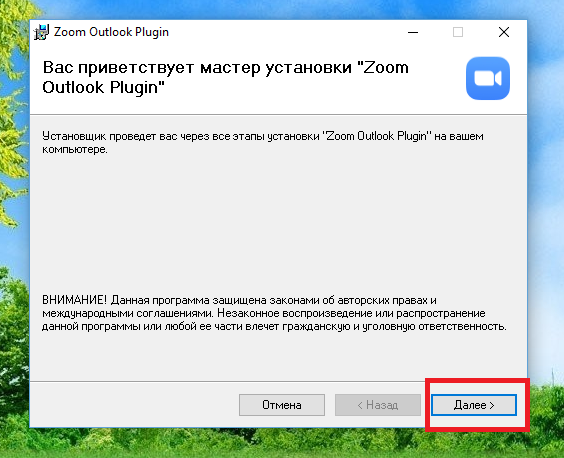 Zoom Outlook Plugin
Вас приветствует мастер установки "Zoom
Outlook Plugin"
Установщик проведет вас через все этапы установки "Zoom Outlook Plugin" на вашем
компьютере.
ВНИМАНИЕ! Данная программа защищена законами об авторских правах и
международными соглашениями. Незаконное воспроизведение или распространение
данной программы или любой ее части влечет гражданскую и уголовную ответственность.
Отмена
< Назад
Далее >